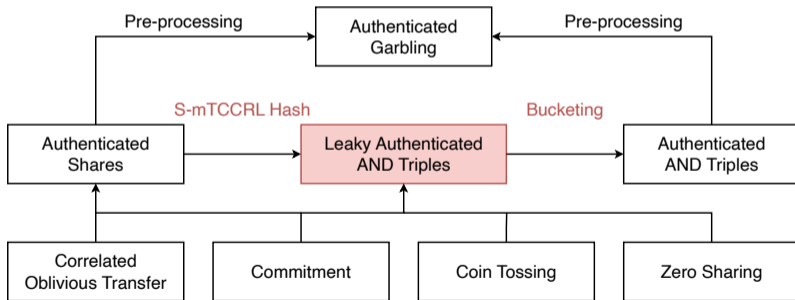 Pre-processing
Authenticated
Garbling
Pre-processing
S-mTCCRL Hash
Bucketing
Authenticated
Shares
Leaky Authenticated
AND Triples
Authenticated
AND Triples
Correlated
Oblivious Transfer
Commitment
Coin Tossing
Zero Sharing